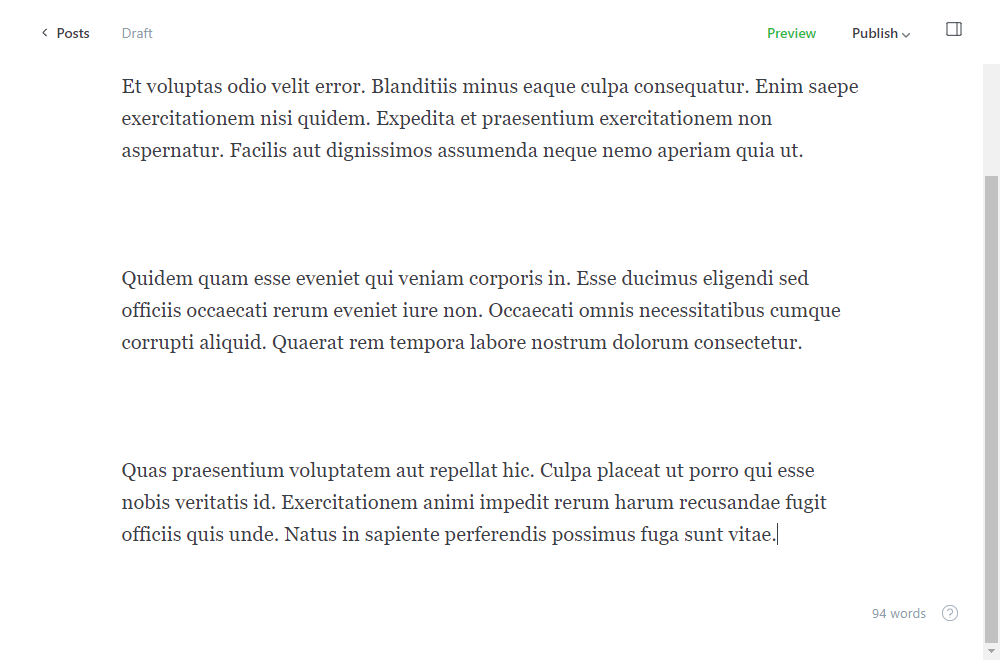 Posts Draft Preview Publish
Et voluptas odio velit error. Blanditiis minus eaque culpa consequatur. Enim saepe
exercitationem nisi quidem. Expedita et praesentium exercitationem non
aspernatur. Facilis aut dignissimos assumenda neque nemo aperiam quia ut.
Quidem quam esse eveniet qui veniam corporis in. Esse ducimus eligendi sed
officiis occaecati rerum eveniet iure non. Occaecati omnis necessitatibus cumque
corrupti aliquid. Quaerat rem tempora labore nostrum dolorum consectetur.
Quas praesentium voluptatem aut repellat hic. Culpa placeat ut porro qui esse
nobis veritatis id. Exercitationem animi impedit rerum harum recusandae fugit
officiis quis unde. Natus in sapiente perferendis possimus fuga sunt vitae.
94 words ?